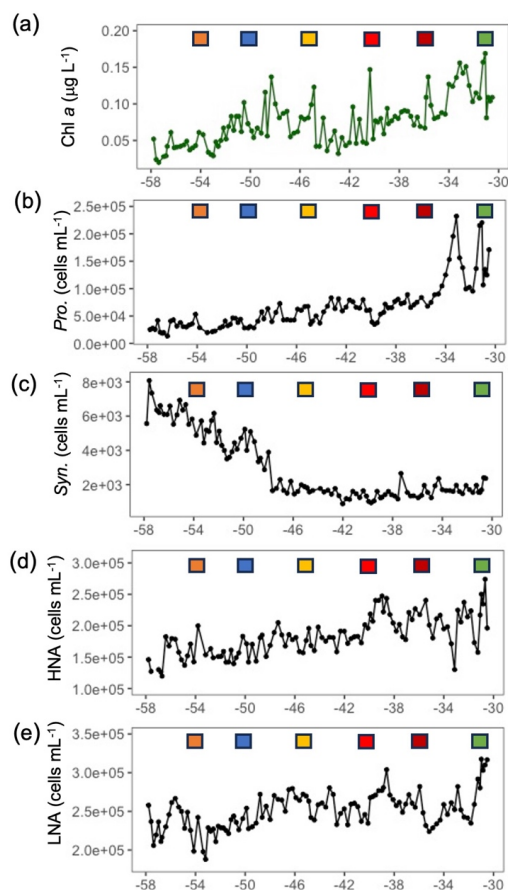 (a)
Chl a (μg L-1)
0.20
0.15
0.10
0.05
-58 -54 -50 -46 -42 -38 -34 -30
(b)
Pro. (cells mL-1)
2.5e+05
2.0e+05
1.5e+05
1.0e+05
5.0e+04
0.0e+00
-58 -54 -50 -46 -42 -38 -34 -30
(c)
Syn. (cells mL-1)
8e+03
6e+03
4e+03
2e+03
-58 -54 -50 -46 -42 -38 -34 -30
(d)
HNA (cells mL-1)
3.0e+05
2.5e+05
2.0e+05
1.5e+05
1.0e+05
-58 -54 -50 -46 -42 -38 -34 -30
(e)
LNA (cells mL-1)
3.5e+05
3.0e+05
2.5e+05
2.0e+05
-58 -54 -50 -46 -42 -38 -34 -30